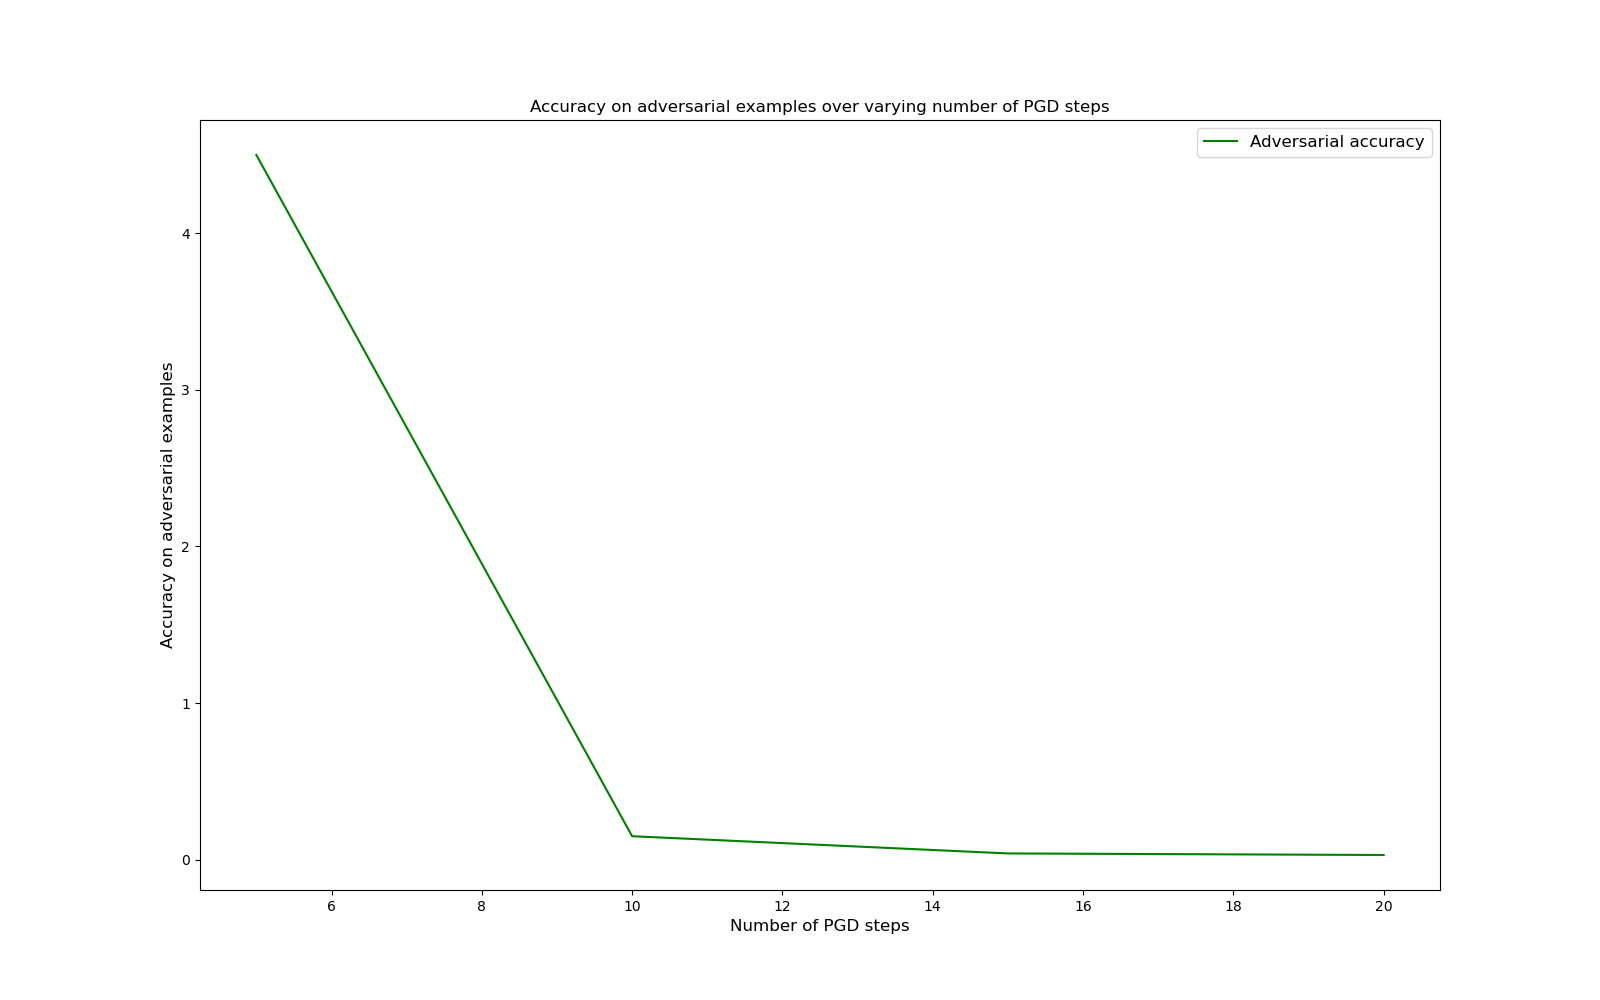 Accuracy on adversarial examples over varying number of PGD steps
Adversarial accuracy
Accuracy on adversarial examples
4
3
2
1
0
6 8 10 12 14 16 18 20
Number of PGD steps